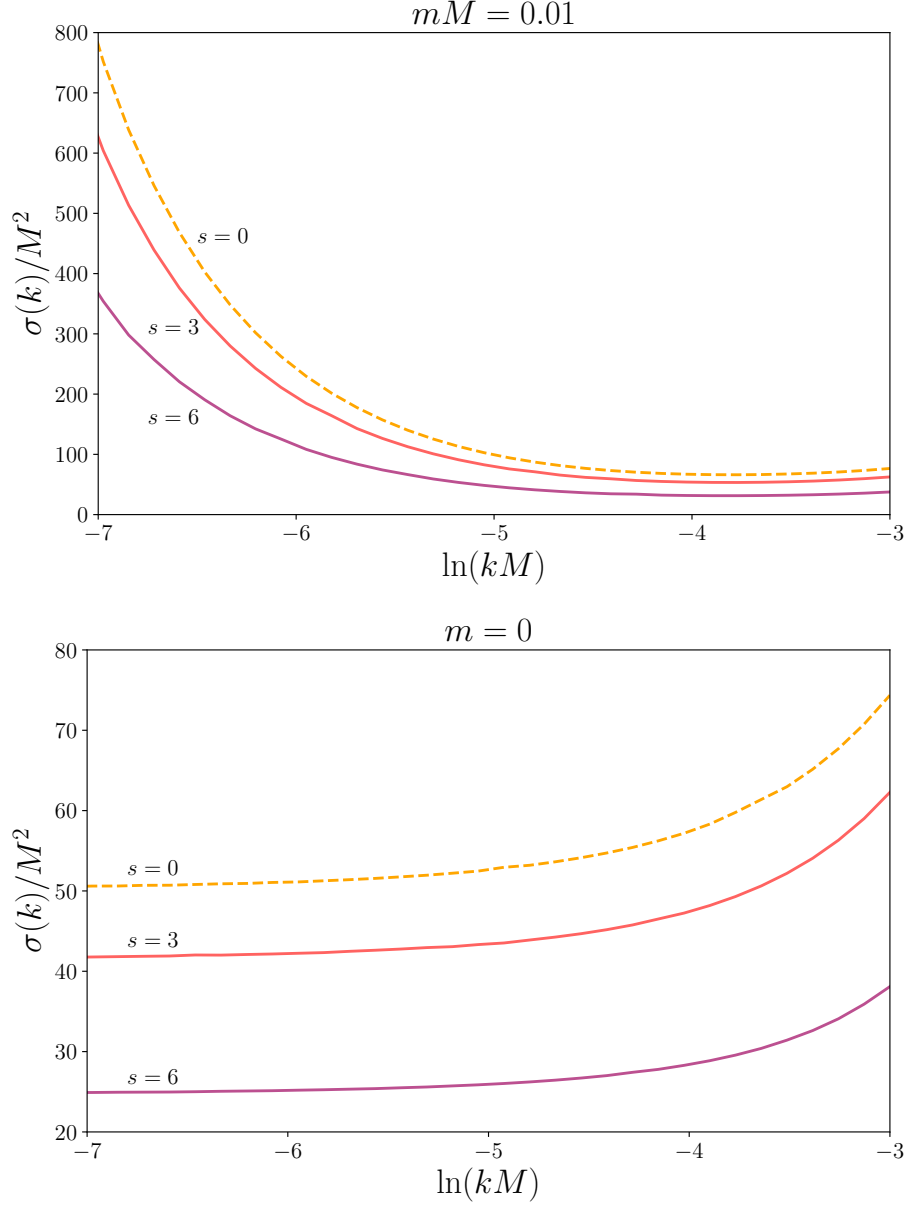 mM = 0.01
800
700
600
500
400
300
200
100
0
σ(k)/M²
s = 0
s = 3
s = 6
−7
−6
−5
−4
−3
ln(kM)
m = 0
80
70
60
50
40
30
20
σ(k)/M²
s = 0
s = 3
s = 6
−7
−6
−5
−4
−3
ln(kM)